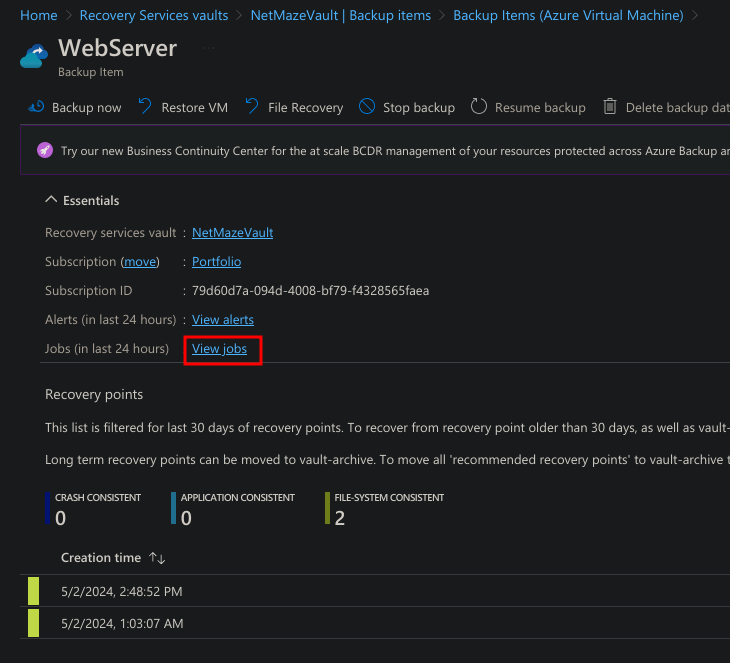 Home > Recovery Services vaults > NetMazeVault | Backup items > Backup Items (Azure Virtual Machine) >
WebServer ...
Backup Item
Backup now Restore VM File Recovery Stop backup Resume backup Delete backup dat
Try our new Business Continuity Center for the at scale BCDR management of your resources protected across Azure Backup an
Essentials
Recovery services vault : NetMazeVault
Subscription (move) : Portfolio
Subscription ID : 79d60d7a-094d-4008-bf79-f4328565faea
Alerts (in last 24 hours) : View alerts
Jobs (in last 24 hours) : View jobs
Recovery points
This list is filtered for last 30 days of recovery points. To recover from recovery point older than 30 days, as well as vault-
Long term recovery points can be moved to vault-archive. To move all 'recommended recovery points' to vault-archive t
CRASH CONSISTENT APPLICATION CONSISTENT FILE-SYSTEM CONSISTENT
0 0 2
Creation time ↑↓
5/2/2024, 2:48:52 PM
5/2/2024, 1:03:07 AM